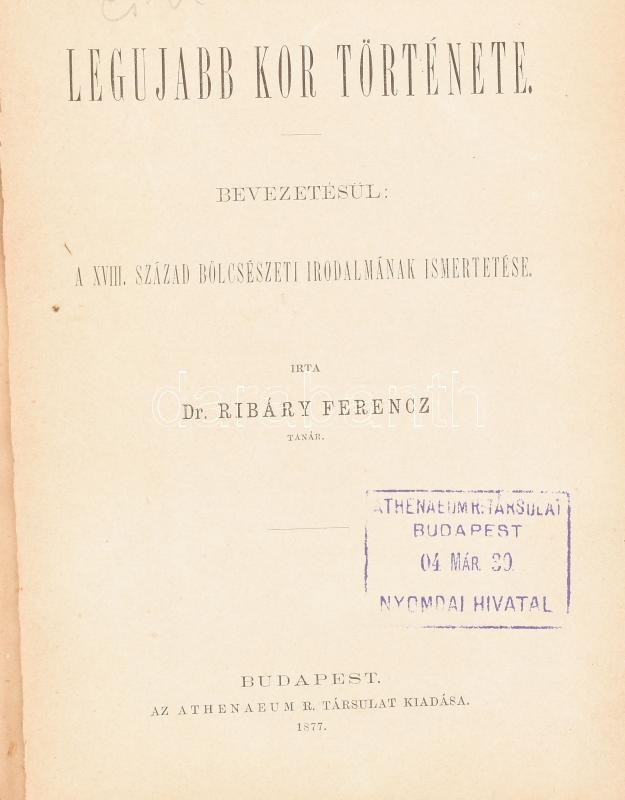 LEGUJABB KOR TÖRTÉNETE.
BEVEZETÉSÜL:
A XVIII. SZÁZAD BÖLCSÉSZETI IRODALMÁNAK ISMERTETÉSE.
IRTA
Dr. RIBÁRY FERENCZ
TANÁR.
darabanth
ATHENAEUM R. TÁRSULAT
BUDAPEST
04 MÁR. 30.
NYOMDAI HIVATAL
BUDAPEST.
AZ ATHENAEUM R. TÁRSULAT KIADÁSA.
1877.